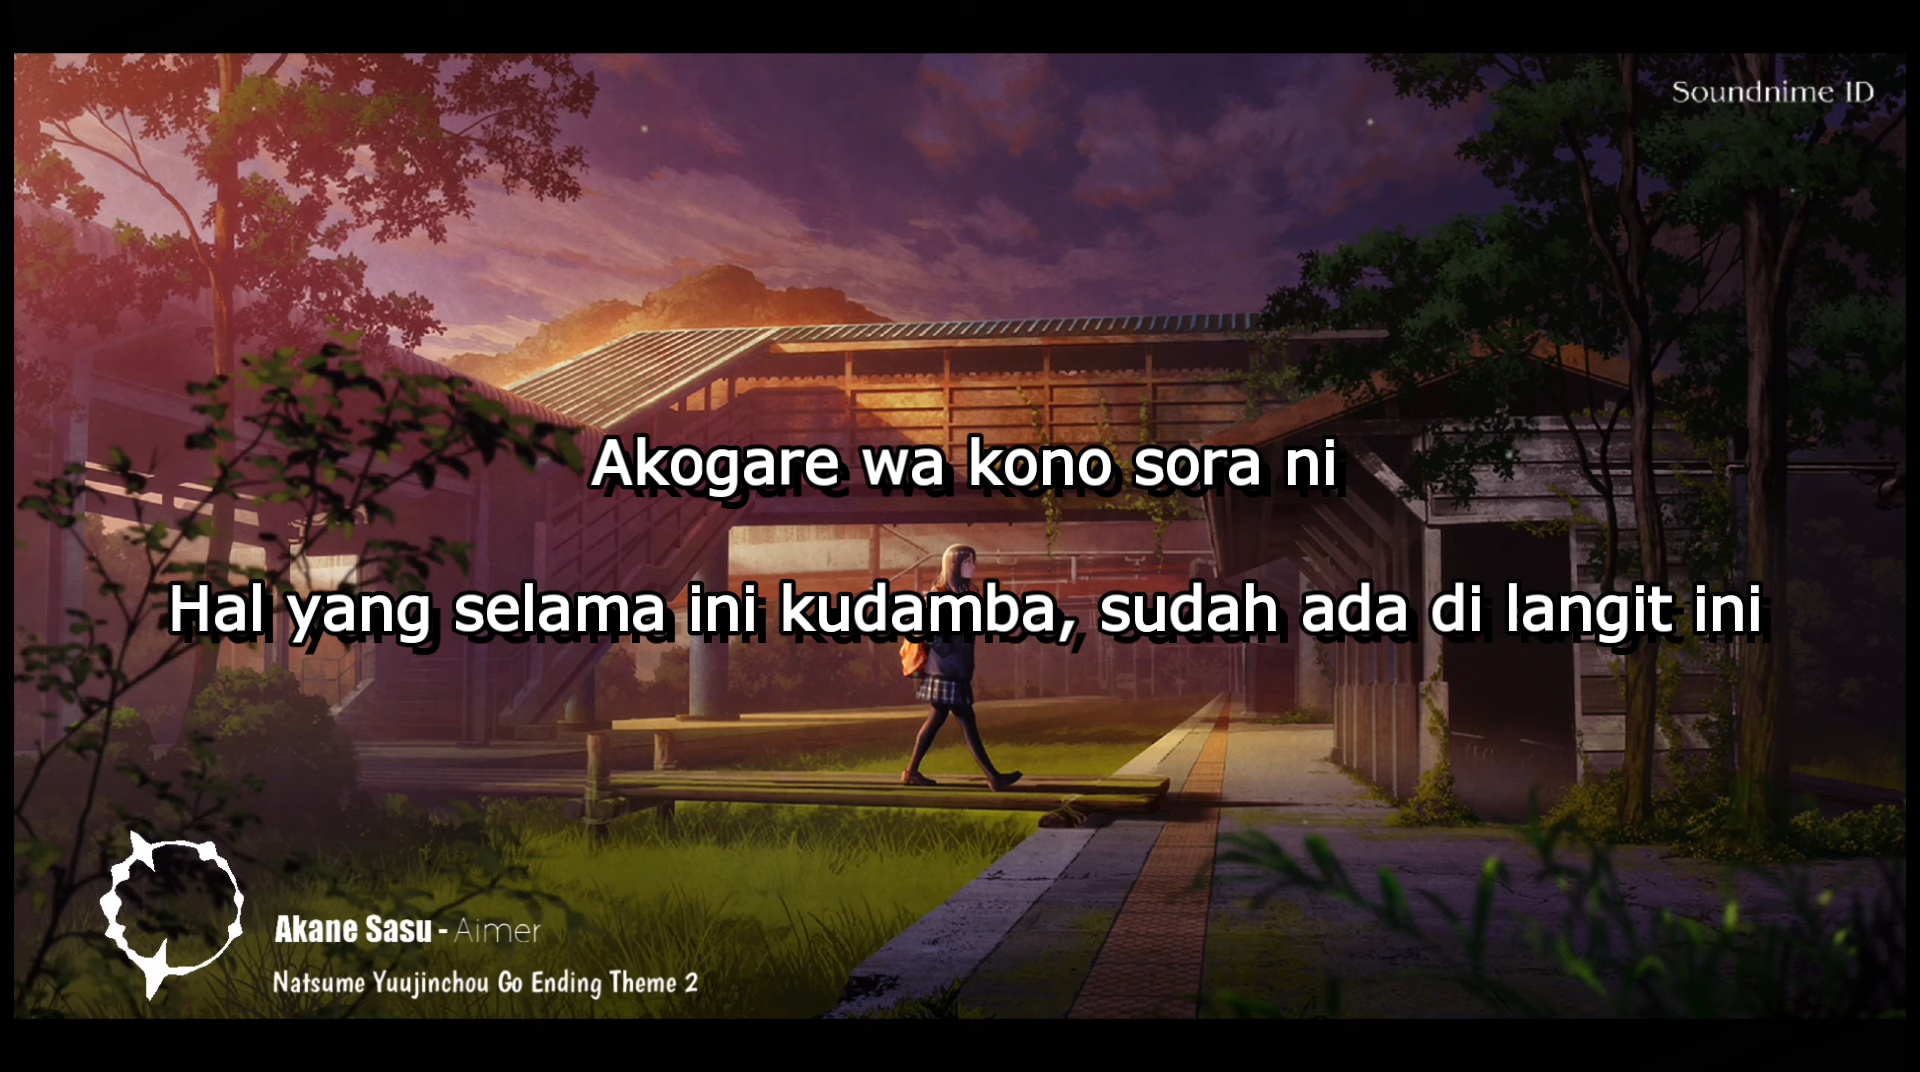 Soundnime ID
Akogare wa kono sora ni
Hal yang selama ini kudamba, sudah ada di langit ini
Akane Sasu - Aimer
Natsume Yuujinchou Go Ending Theme 2